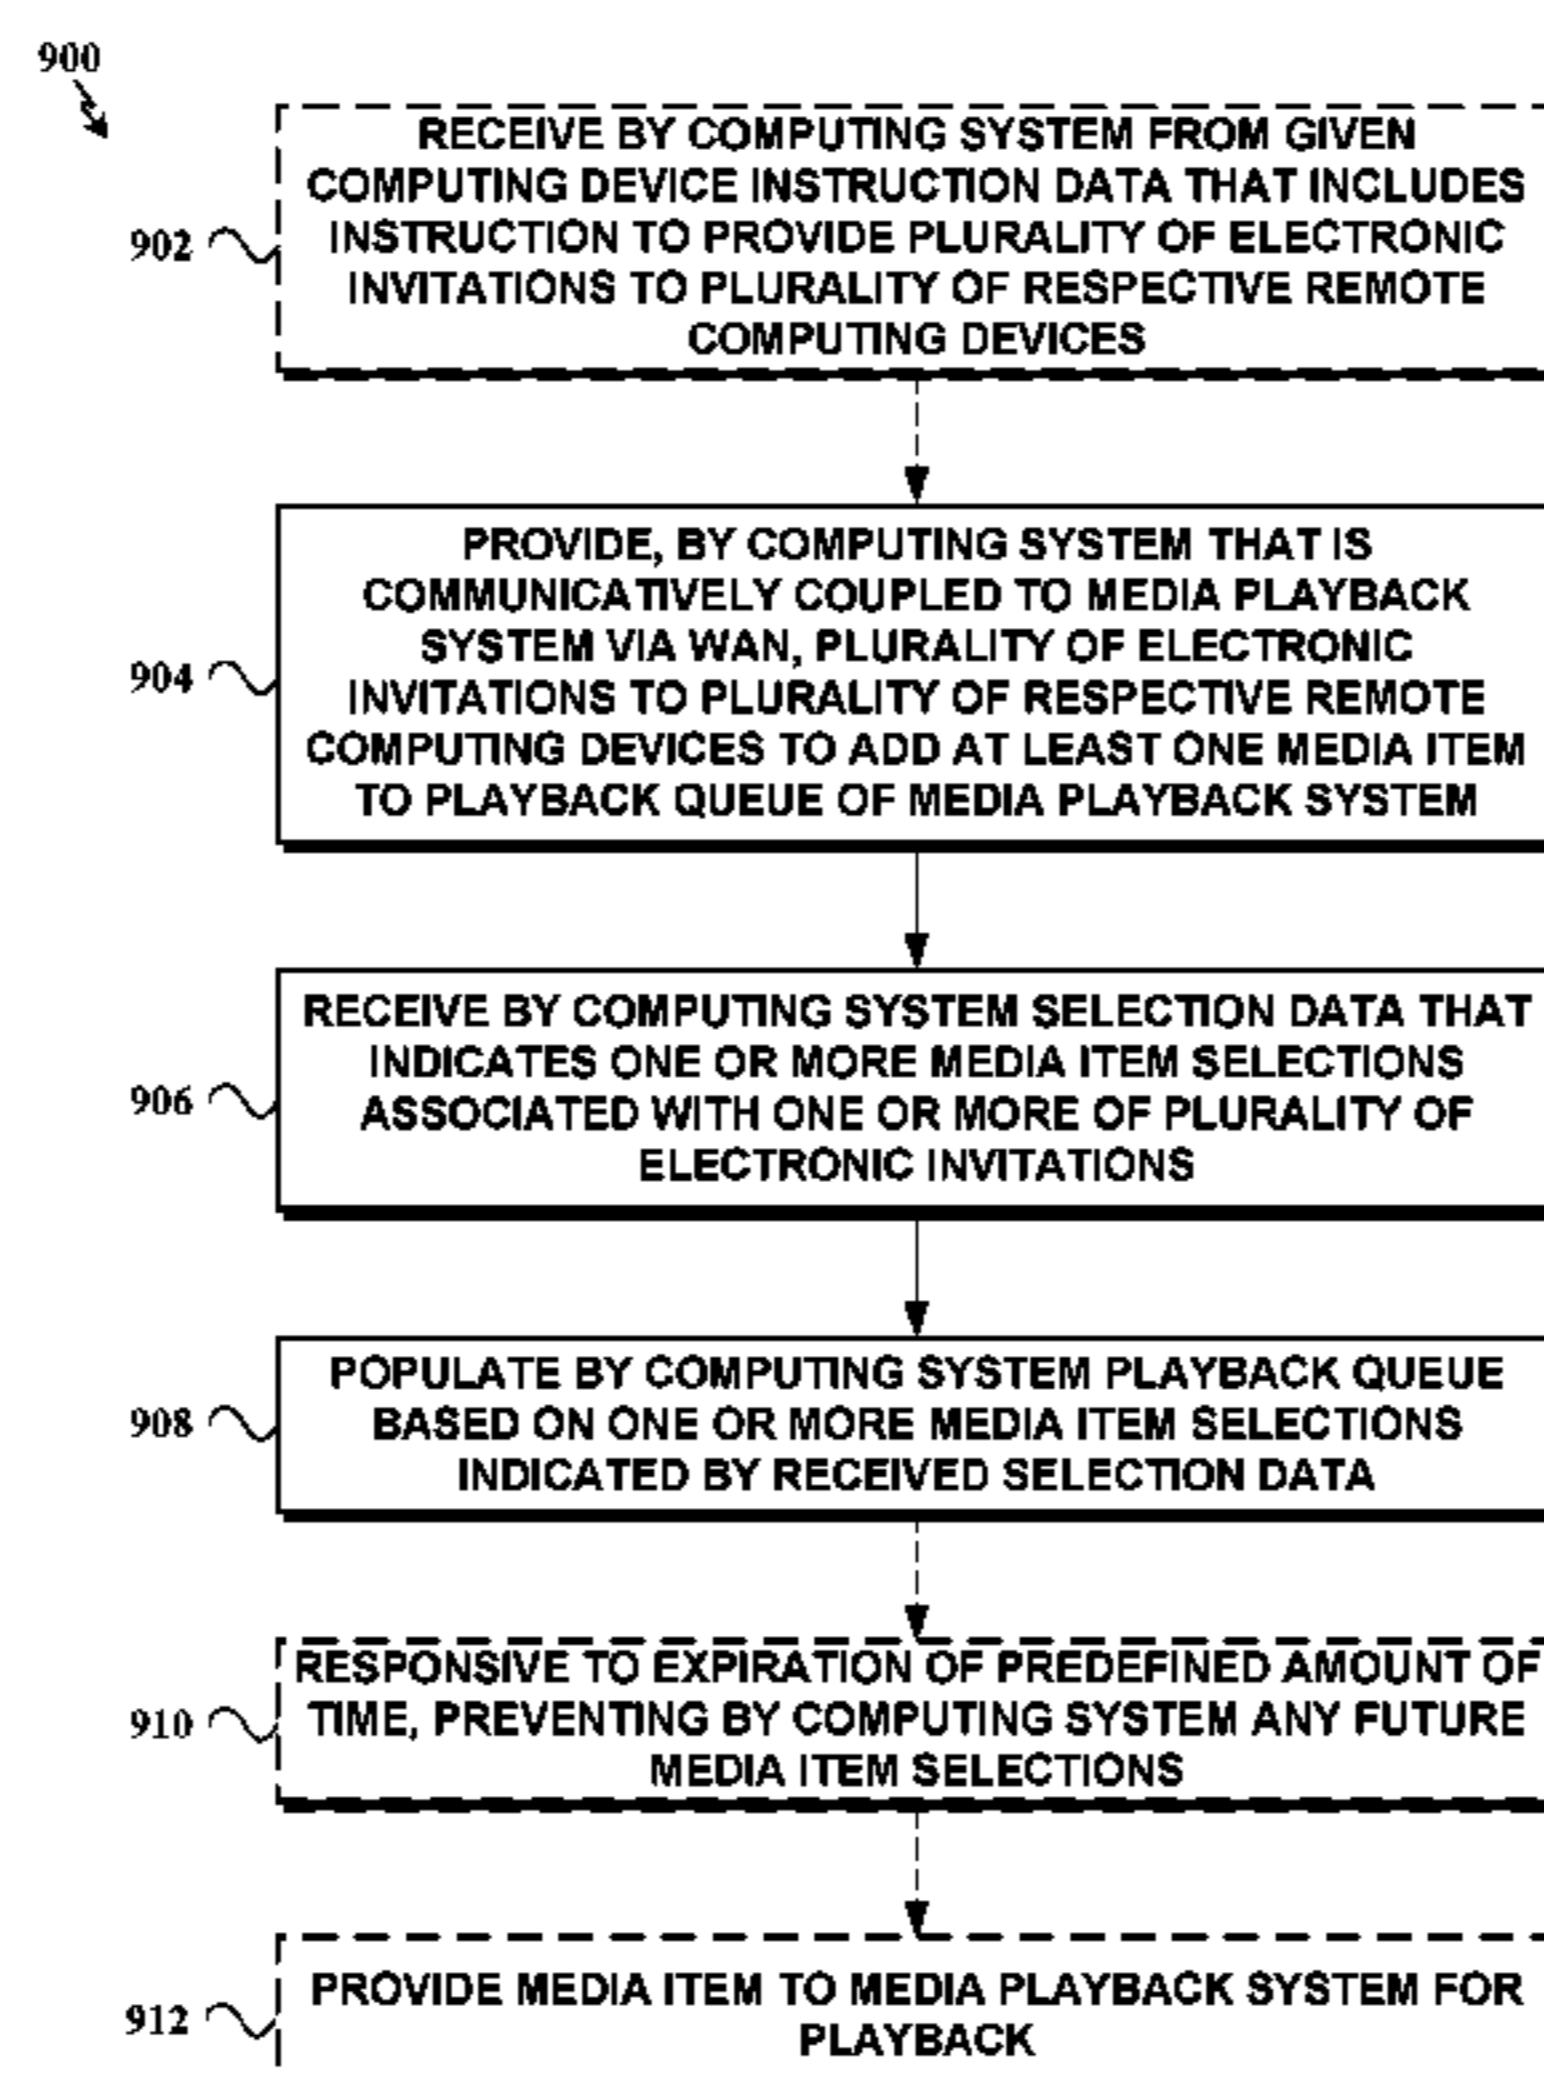 900
902
RECEIVE BY COMPUTING SYSTEM FROM GIVEN
COMPUTING DEVICE INSTRUCTION DATA THAT INCLUDES
INSTRUCTION TO PROVIDE PLURALITY OF ELECTRONIC
INVITATIONS TO PLURALITY OF RESPECTIVE REMOTE
COMPUTING DEVICES
904
PROVIDE, BY COMPUTING SYSTEM THAT IS
COMMUNICATIVELY COUPLED TO MEDIA PLAYBACK
SYSTEM VIA WAN, PLURALITY OF ELECTRONIC
INVITATIONS TO PLURALITY OF RESPECTIVE REMOTE
COMPUTING DEVICES TO ADD AT LEAST ONE MEDIA ITEM
TO PLAYBACK QUEUE OF MEDIA PLAYBACK SYSTEM
906
RECEIVE BY COMPUTING SYSTEM SELECTION DATA THAT
INDICATES ONE OR MORE MEDIA ITEM SELECTIONS
ASSOCIATED WITH ONE OR MORE OF PLURALITY OF
ELECTRONIC INVITATIONS
908
POPULATE BY COMPUTING SYSTEM PLAYBACK QUEUE
BASED ON ONE OR MORE MEDIA ITEM SELECTIONS
INDICATED BY RECEIVED SELECTION DATA
910
RESPONSIVE TO EXPIRATION OF PREDEFINED AMOUNT OF
TIME, PREVENTING BY COMPUTING SYSTEM ANY FUTURE
MEDIA ITEM SELECTIONS
912
PROVIDE MEDIA ITEM TO MEDIA PLAYBACK SYSTEM FOR
PLAYBACK